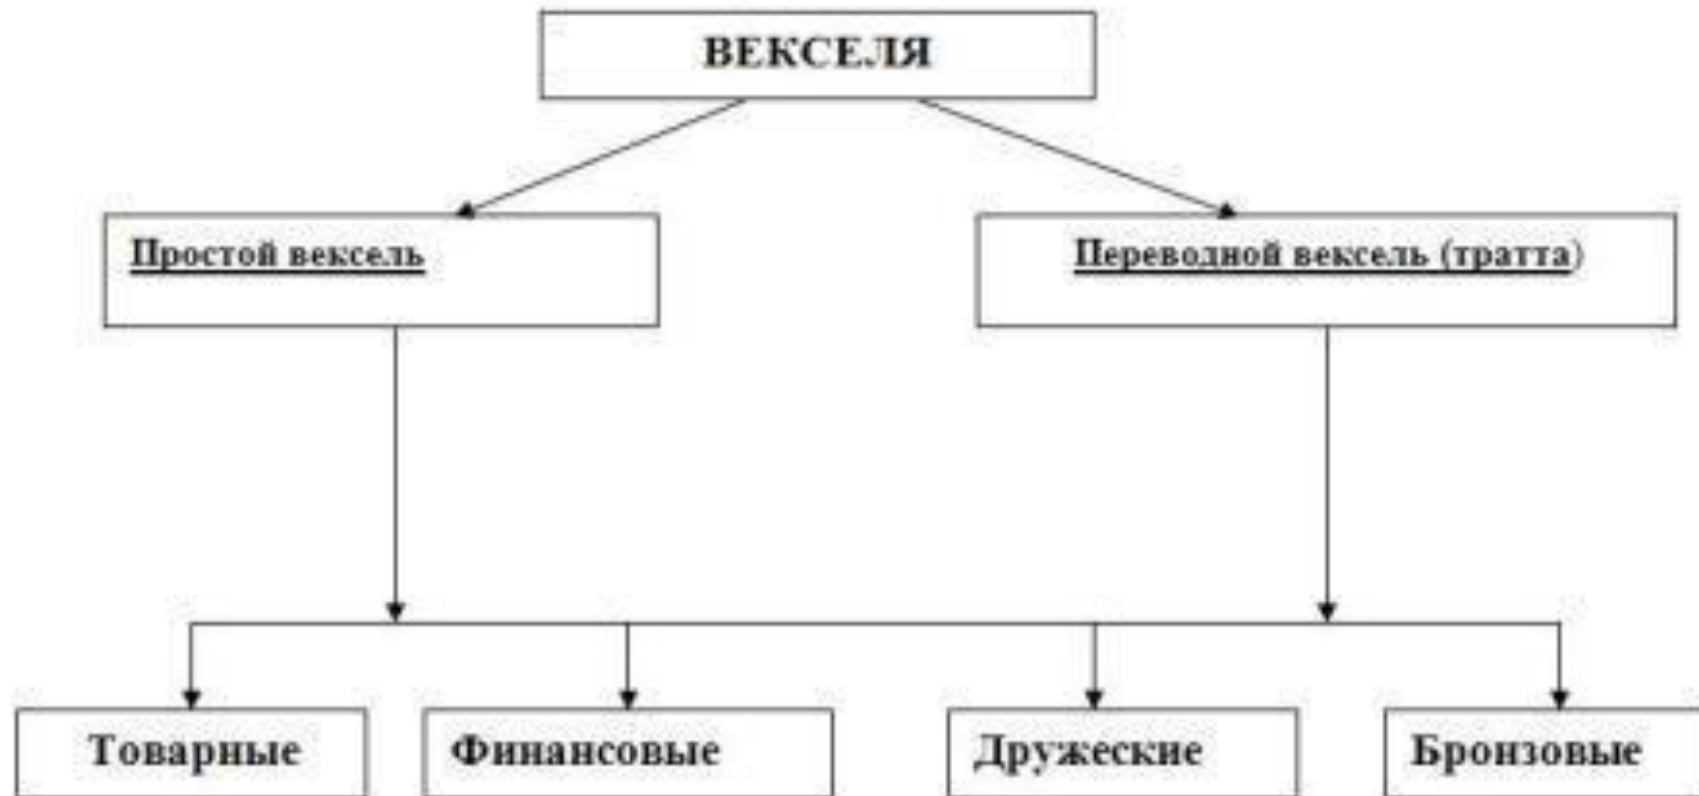 ВЕКСЕЛЯ
Простой вексель
Переводной вексель (тратта)
Товарные
Финансовые
Дружеские
Бронзовые